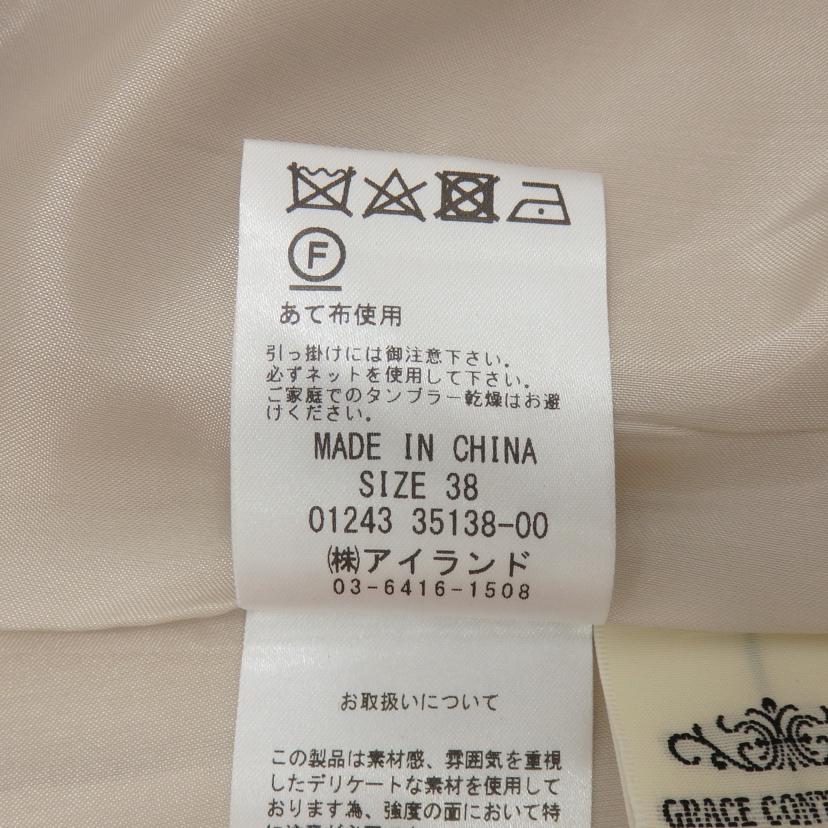 F
あて布使用
引っ掛けには御注意下さい。
必ずネットを使用して下さい。
ご家庭でのタンブラー乾燥はお避
けください。
MADE IN CHINA
SIZE 38
01243 35138-00
㈱アイランド
03-6416-1508
お取扱いについて
この製品は素材感、雰囲気を重視
したデリケートな素材を使用して
おります為、強度の面において特
GRACE